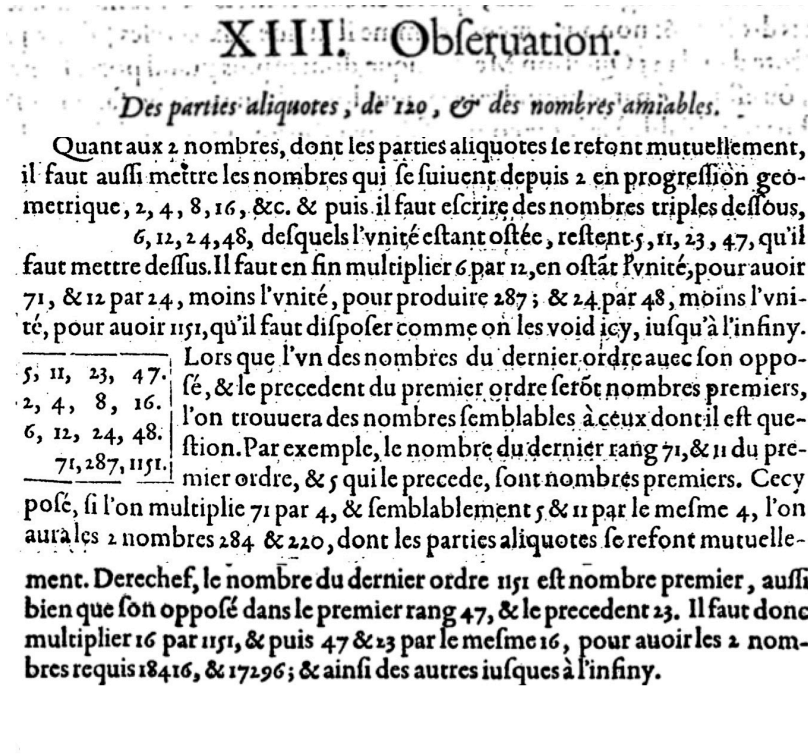 XIII. Obſeruation.
Des parties aliquotes, de 120, & des nombres amiables.
Quant aux 2 nombres, dont les parties aliquotes ſe refont mutuellement,
il faut auſſi mettre les nombres qui ſe ſuiuent depuis 2 en progreſſion geo-
metrique, 2, 4, 8, 16, &c. & puis il faut eſcrire des nombres triples deſſous,
6, 12, 24, 48, deſquels l'vnité eſtant oſtée, reſtent 5, 11, 23, 47, qu'il
faut mettre deſſus. Il faut en fin multiplier 6 par 12, en oſtāt l'vnité, pour auoir
71, & 12 par 24, moins l'vnité, pour produire 287; & 24 par 48, moins l'vni-
té, pour auoir 1151, qu'il faut diſpoſer comme on les void icy, iuſqu'à l'infiny.
5, 11, 23, 47.
2, 4, 8, 16.
6, 12, 24, 48.
71, 287, 1151.
Lors que l'vn des nombres du dernier ordre auec ſon oppo-
ſé, & le precedent du premier ordre ſerōt nombres premiers,
l'on trouuera des nombres ſemblables à ceux dont il eſt que-
ſtion. Par exemple, le nombre du dernier rang 71, & 11 du pre-
mier ordre, & 5 qui le precede, ſont nombres premiers. Cecy
poſé, ſi l'on multiplie 71 par 4, & ſemblablement 5 & 11 par le meſme 4, l'on
aura les 2 nombres 284 & 220, dont les parties aliquotes ſe refont mutuelle-
ment. Derechef, le nombre du dernier ordre 1151 eſt nombre premier, auſſi
bien que ſon oppoſé dans le premier rang 47, & le precedent 23. Il faut donc
multiplier 16 par 1151, & puis 47 & 23 par le meſme 16, pour auoir les 2 nom-
bres requis 18416, & 17296; & ainſi des autres iuſques à l'infiny.